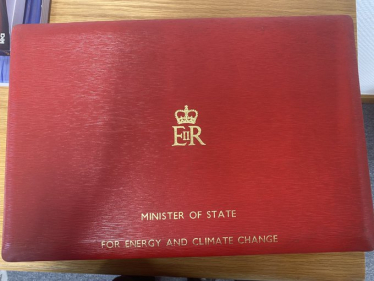 EIIR
MINISTER OF STATE
FOR ENERGY AND CLIMATE CHANGE